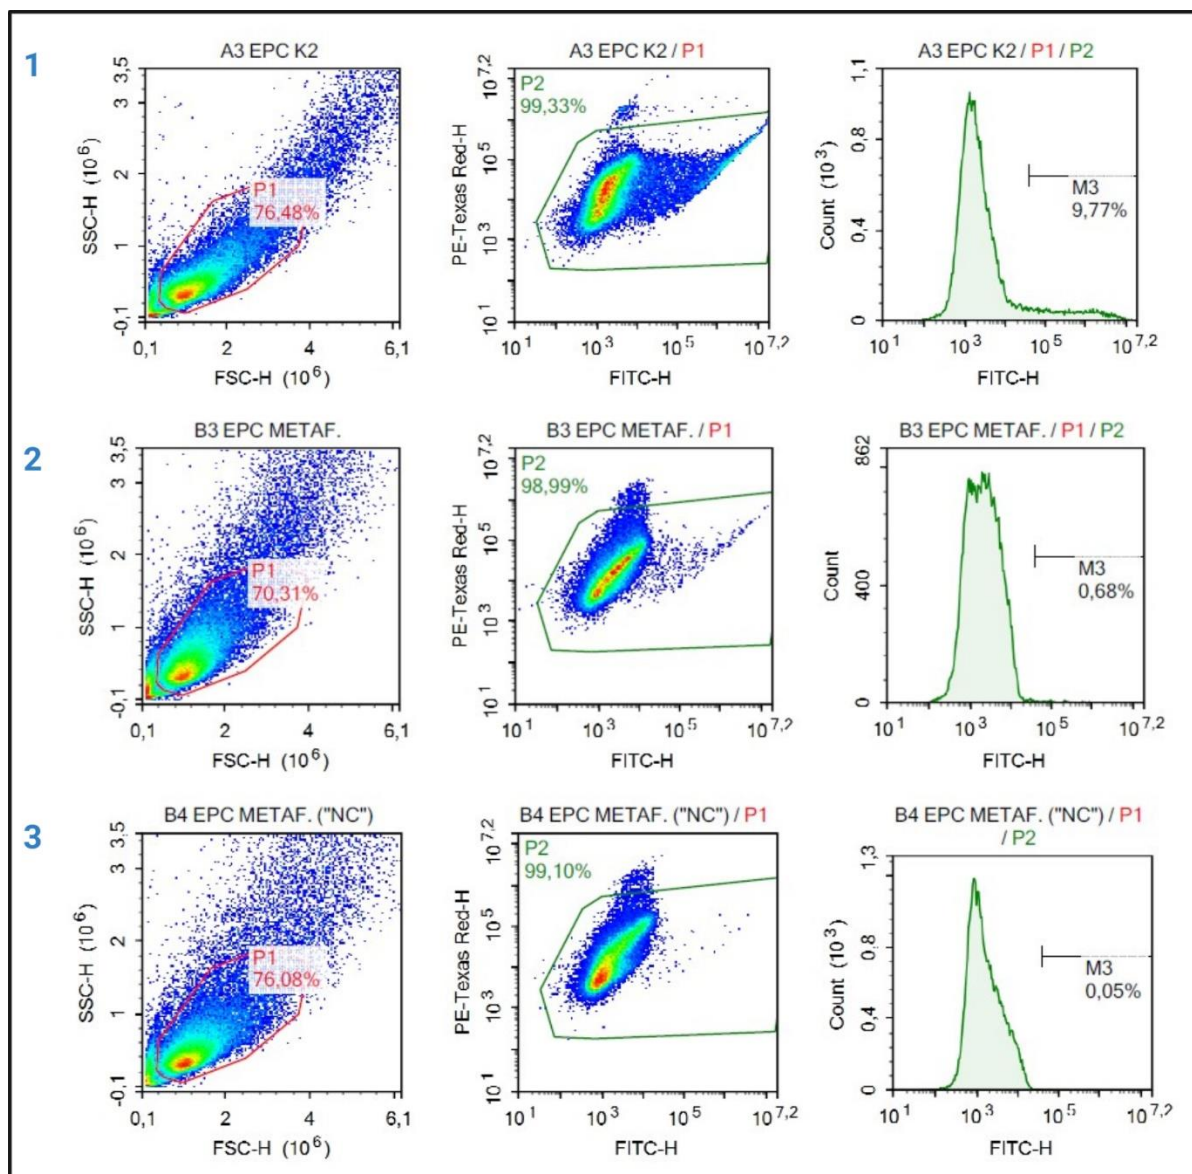 1
A3 EPC K2
3,5
3
2
1
-0,1
SSC-H (10⁶)
P1
76,48%
0,1
2
4
6,1
FSC-H (10⁶)
A3 EPC K2 / P1
10⁷,²
10⁵
10³
10¹
PE-Texas Red-H
P2
99,33%
10¹
10³
10⁵
10⁷,²
FITC-H
A3 EPC K2 / P1 / P2
1,1
0,8
0,4
0
Count (10³)
M3
9,77%
10¹
10³
10⁵
10⁷,²
FITC-H
2
B3 EPC METAF.
3,5
3
2
1
-0,1
SSC-H (10⁶)
P1
70,31%
0,1
2
4
6,1
FSC-H (10⁶)
B3 EPC METAF. / P1
10⁷,²
10⁵
10³
10¹
PE-Texas Red-H
P2
98,99%
10¹
10³
10⁵
10⁷,²
FITC-H
B3 EPC METAF. / P1 / P2
862
400
0
Count
M3
0,68%
10¹
10³
10⁵
10⁷,²
FITC-H
3
B4 EPC METAF. ("NC")
3,5
3
2
1
-0,1
SSC-H (10⁶)
P1
76,08%
0,1
2
4
6,1
FSC-H (10⁶)
B4 EPC METAF. ("NC") / P1
10⁷,²
10⁵
10³
10¹
PE-Texas Red-H
P2
99,10%
10¹
10³
10⁵
10⁷,²
FITC-H
B4 EPC METAF. ("NC") / P1
/ P2
1,3
0,8
0,4
0
Count (10³)
M3
0,05%
10¹
10³
10⁵
10⁷,²
FITC-H